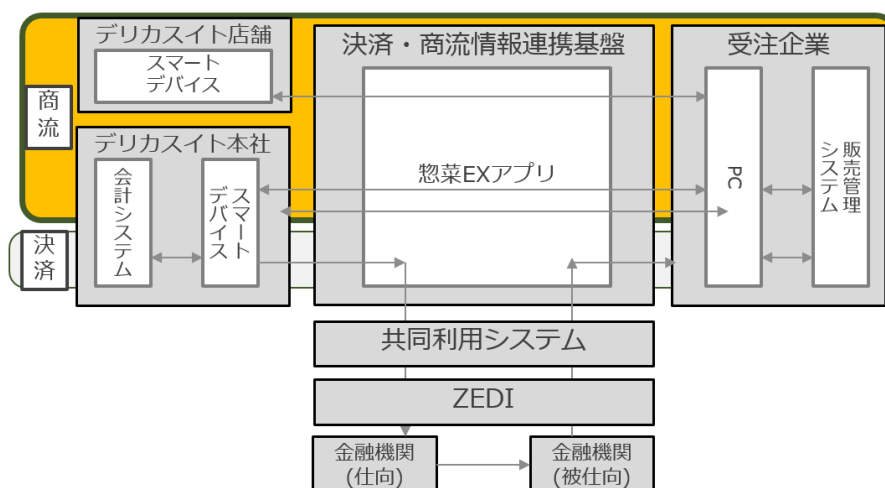 デリカスイト店舗
スマート
デバイス
決済・商流情報連携基盤
受注企業
商
流
デリカスイト本社
会計システム
スマート
デバイス
惣菜EXアプリ
PC
販売管理
システム
決
済
共同利用システム
ZEDI
金融機関
(仕向)
金融機関
(被仕向)